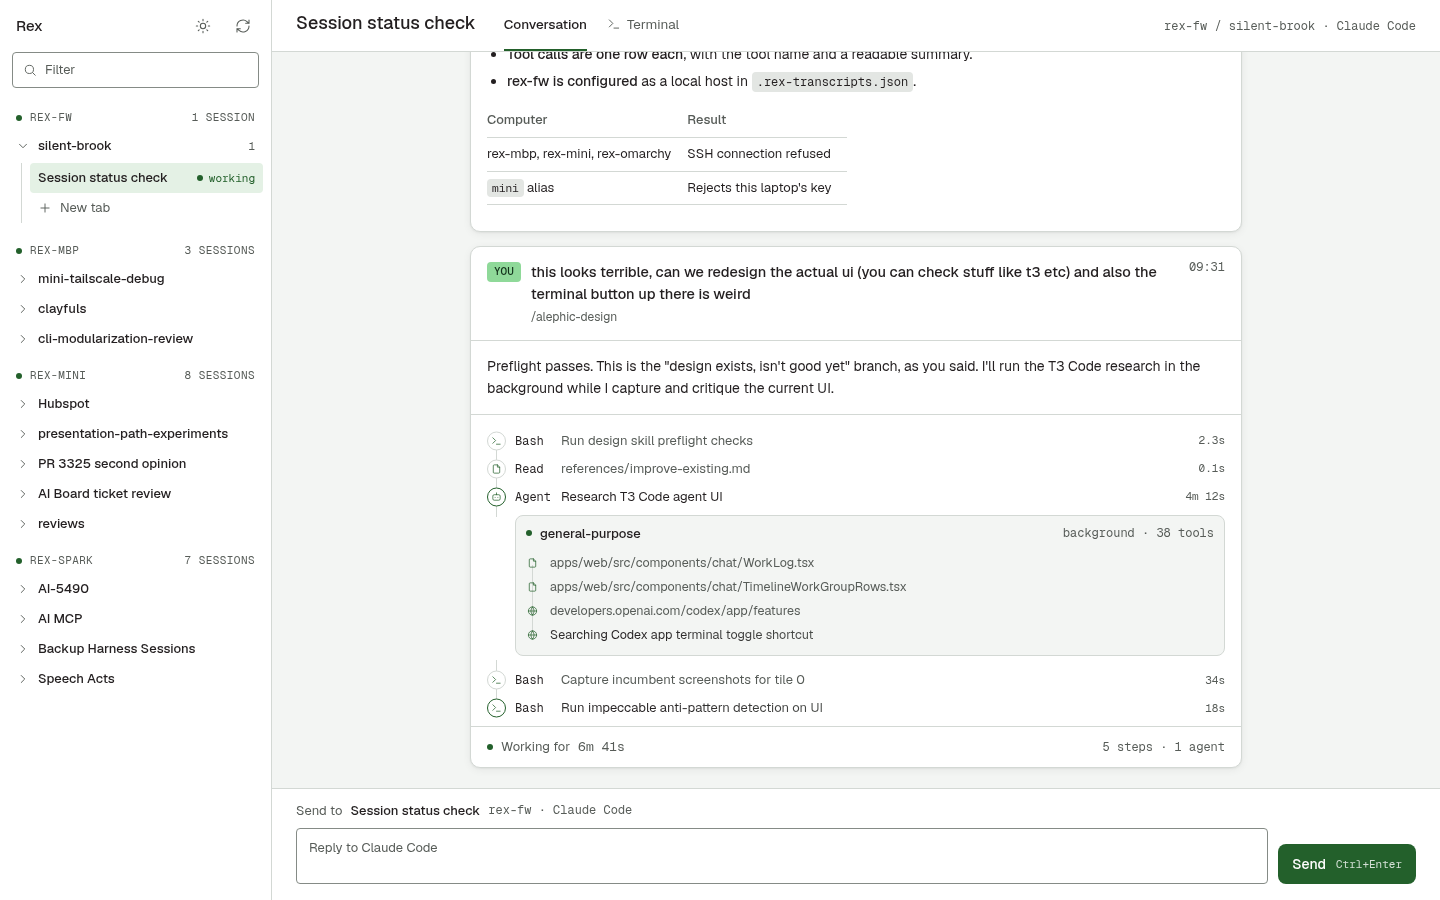 Rex
Filter
REX-FW 1 SESSION
silent-brook 1
Session status check working
New tab
REX-MBP 3 SESSIONS
mini-tailscale-debug
clayfuls
cli-modularization-review
REX-MINI 8 SESSIONS
Hubspot
presentation-path-experiments
PR 3325 second opinion
AI Board ticket review
reviews
REX-SPARK 7 SESSIONS
AI-5490
AI MCP
Backup Harness Sessions
Speech Acts
Session status check Conversation Terminal rex-fw / silent-brook · Claude Code
Tool calls are one row each, with the tool name and a readable summary.
rex-fw is configured as a local host in .rex-transcripts.json.
Computer Result
rex-mbp, rex-mini, rex-omarchy SSH connection refused
mini alias Rejects this laptop's key
YOU this looks terrible, can we redesign the actual ui (you can check stuff like t3 etc) and also the 09:31
terminal button up there is weird
/alephic-design
Preflight passes. This is the "design exists, isn't good yet" branch, as you said. I'll run the T3 Code research in the
background while I capture and critique the current UI.
Bash Run design skill preflight checks 2.3s
Read references/improve-existing.md 0.1s
Agent Research T3 Code agent UI 4m 12s
general-purpose background · 38 tools
apps/web/src/components/chat/WorkLog.tsx
apps/web/src/components/chat/TimelineWorkGroupRows.tsx
developers.openai.com/codex/app/features
Searching Codex app terminal toggle shortcut
Bash Capture incumbent screenshots for tile 0 34s
Bash Run impeccable anti-pattern detection on UI 18s
Working for 6m 41s 5 steps · 1 agent
Send to Session status check rex-fw · Claude Code
Reply to Claude Code
Send Ctrl+Enter